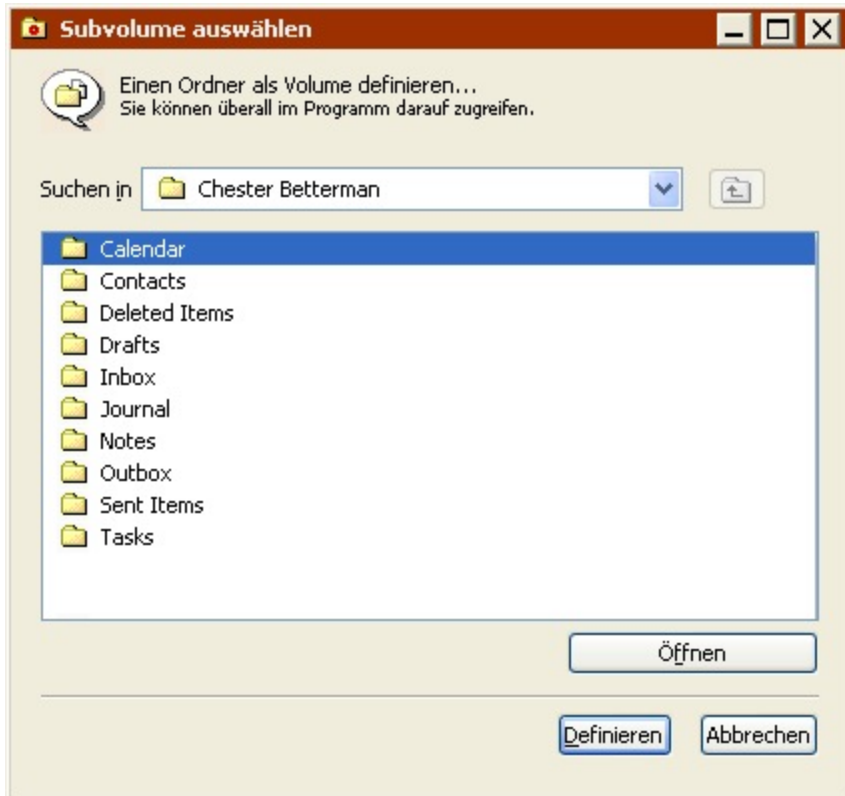 Subvolume auswählen
Einen Ordner als Volume definieren...
Sie können überall im Programm darauf zugreifen.
Suchen in Chester Betterman
Calendar
Contacts
Deleted Items
Drafts
Inbox
Journal
Notes
Outbox
Sent Items
Tasks
Öffnen
Definieren Abbrechen